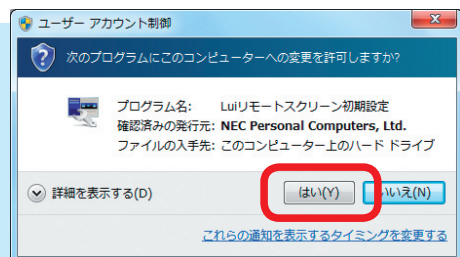 ユーザー アカウント制御
次のプログラムにこのコンピューターへの変更を許可しますか?
プログラム名: Luiリモートスクリーン初期設定
確認済みの発行元: NEC Personal Computers, Ltd.
ファイルの入手先: このコンピューター上のハード ドライブ
詳細を表示する(D) はい(Y) いいえ(N)
これらの通知を表示するタイミングを変更する